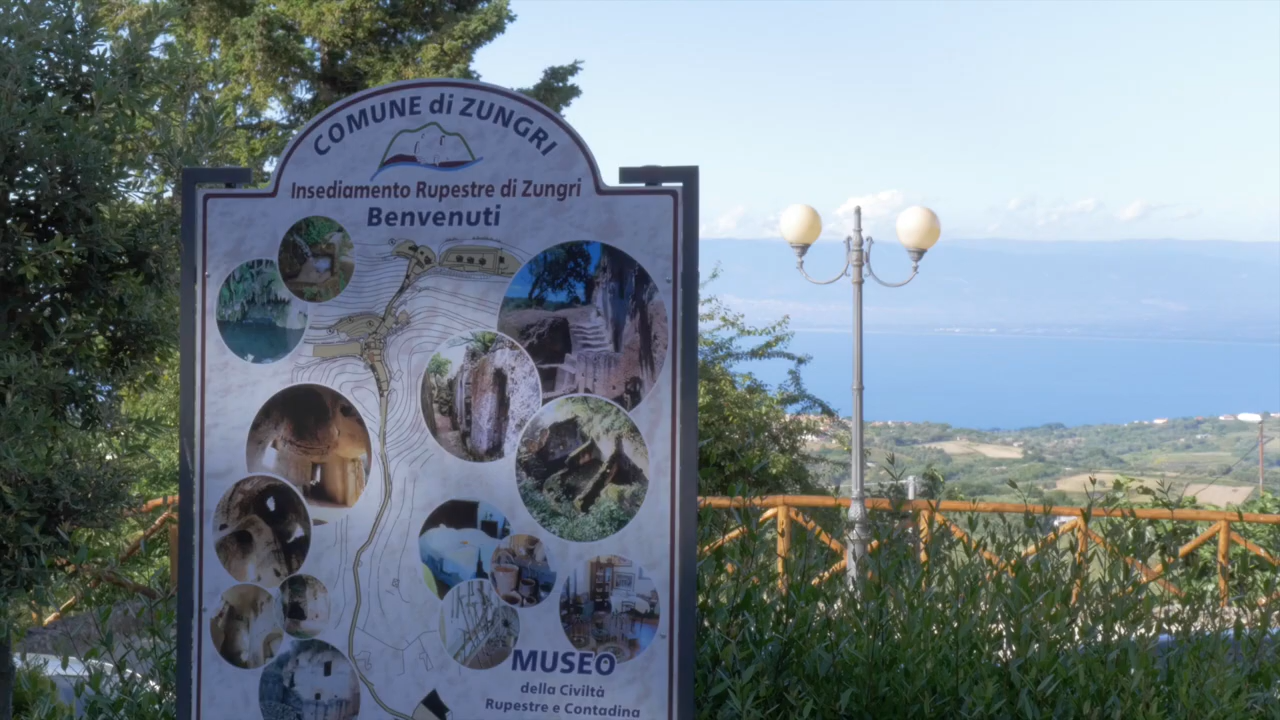 COMUNE di ZUNGRI
Insediamento Rupestre di Zungri
Benvenuti
MUSEO
della Civiltà
Rupestre e Contadina